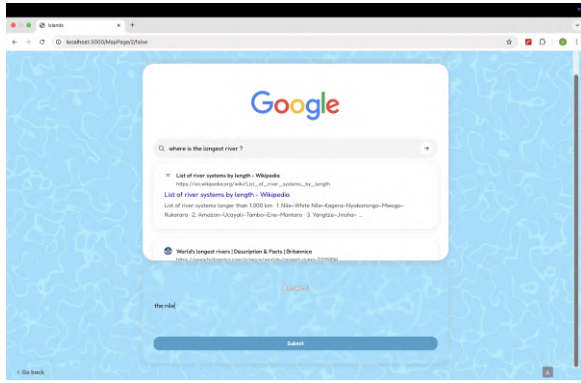 Islands
localhost:3000/MapPage/2/false
Google
where is the longest river ?
List of river systems by length - Wikipedia
https://en.wikipedia.org/wiki/List_of_river_systems_by_length
List of river systems by length - Wikipedia
List of river systems longer than 1,000 km · 1. Nile–White Nile–Kagera–Nyabarongo–Mwogo–
Rukarara · 2. Amazon–Ucayali–Tambo–Ene–Mantaro · 3. Yangtze–Jinsha– ...
World's longest rivers | Description & Facts | Britannica
the nile
Submit
< Go back